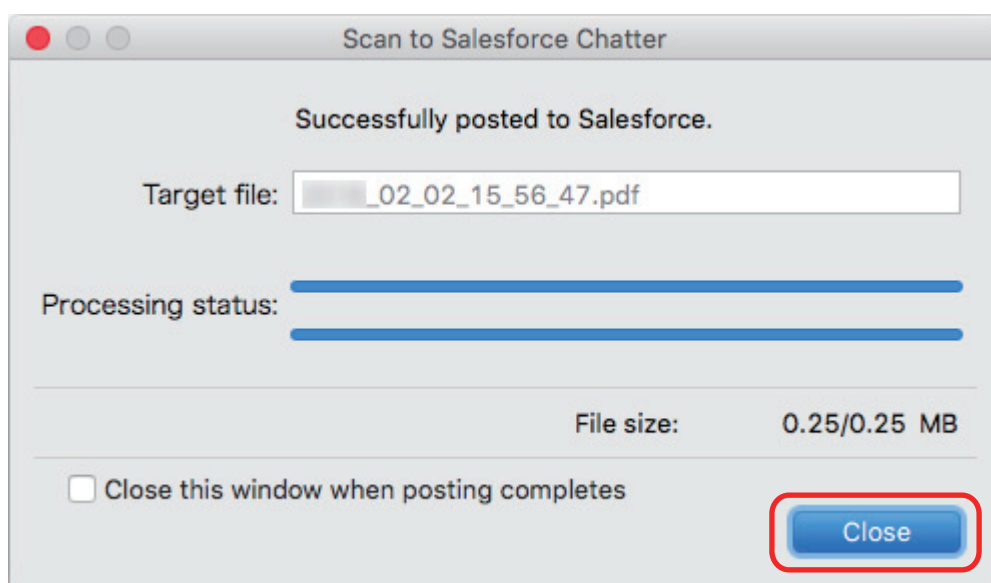 Scan to Salesforce Chatter
Successfully posted to Salesforce.
Target file: _02_02_15_56_47.pdf
Processing status:
File size: 0.25/0.25 MB
Close this window when posting completes
Close